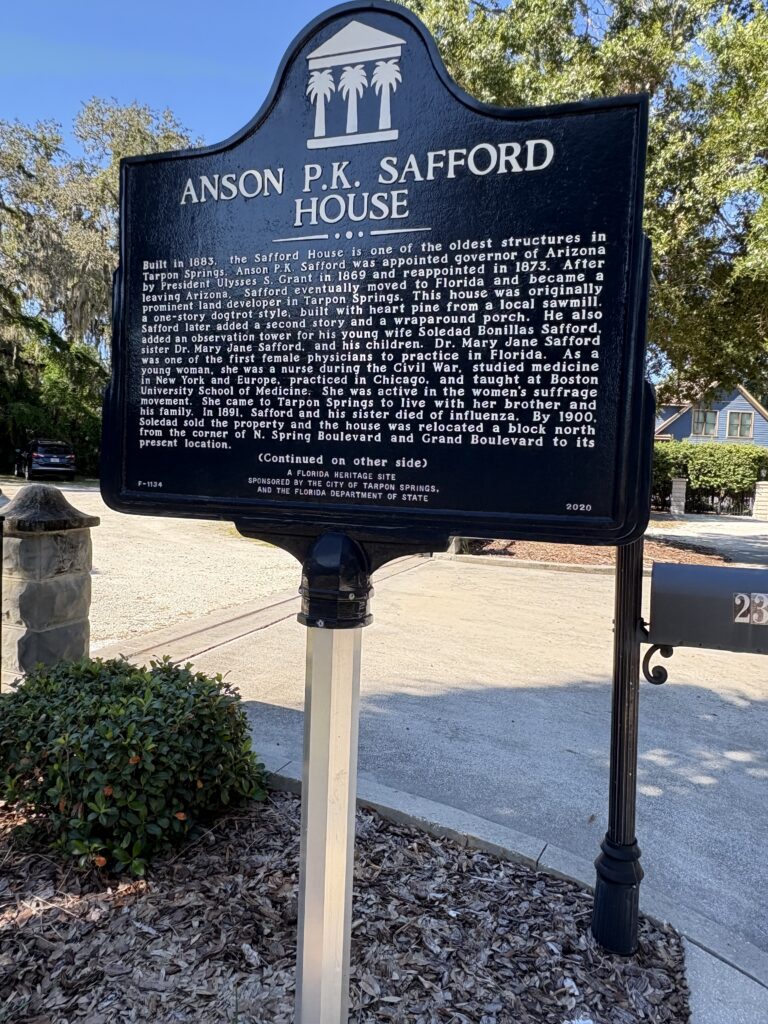 ANSON P.K. SAFFORD
HOUSE
Built in 1883, the Safford House is one of the oldest structures in
Tarpon Springs. Anson P.K. Safford was appointed governor of Arizona
by President Ulysses S. Grant in 1869 and reappointed in 1873. After
leaving Arizona, Safford eventually moved to Florida and became a
prominent land developer in Tarpon Springs. This house was originally
a one-story dogtrot style, built with heart pine from a local sawmill.
Safford later added a second story and a wraparound porch. He also
added an observation tower for his young wife Soledad Bonillas Safford,
sister Dr. Mary Jane Safford, and his children. Dr. Mary Jane Safford
was one of the first female physicians to practice in Florida. As a
young woman, she was a nurse during the Civil War, studied medicine
in New York and Europe, practiced in Chicago, and taught at Boston
University School of Medicine. She was active in the women's suffrage
movement. She came to Tarpon Springs to live with her brother and
his family. In 1891, Safford and his sister died of influenza. By 1900,
Soledad sold the property and the house was relocated a block north
from the corner of N. Spring Boulevard and Grand Boulevard to its
present location.
(Continued on other side)
A FLORIDA HERITAGE SITE
SPONSORED BY THE CITY OF TARPON SPRINGS,
AND THE FLORIDA DEPARTMENT OF STATE
F-1134
2020
23